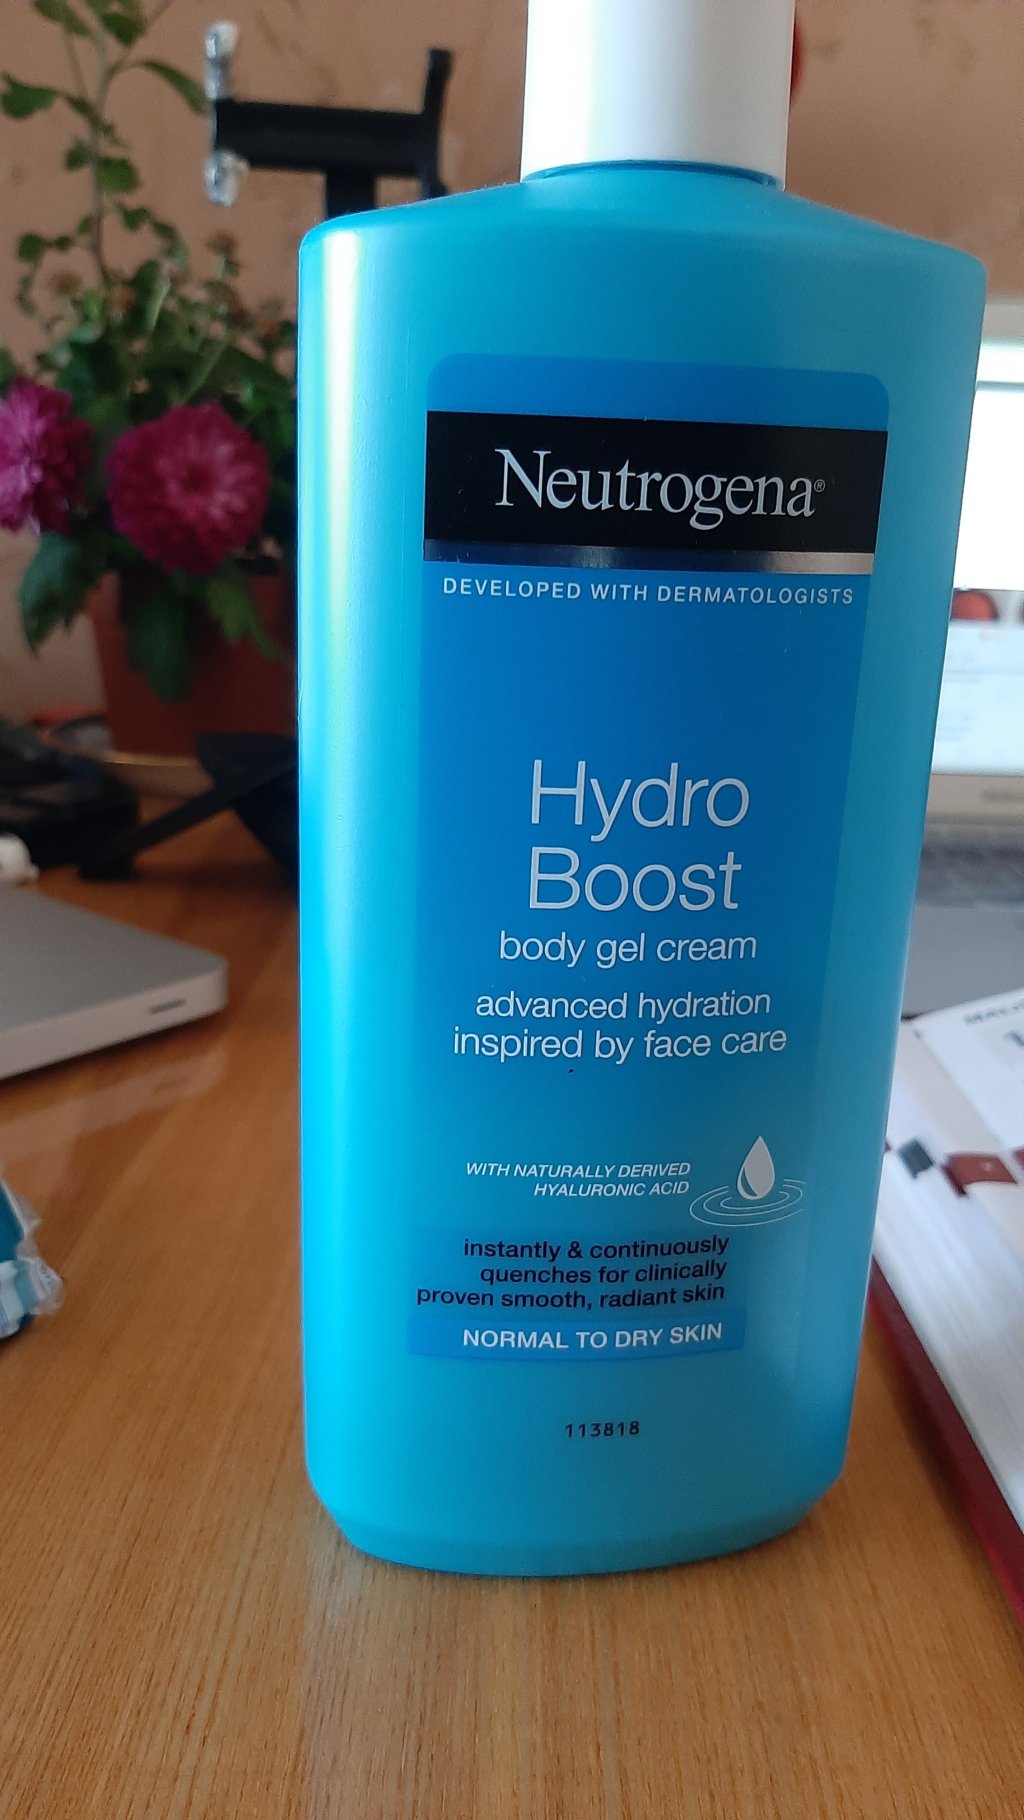 Neutrogena®
DEVELOPED WITH DERMATOLOGISTS
Hydro
Boost
body gel cream
advanced hydration
inspired by face care
WITH NATURALLY DERIVED
HYALURONIC ACID
instantly & continuously
quenches for clinically
proven smooth, radiant skin
NORMAL TO DRY SKIN
113818